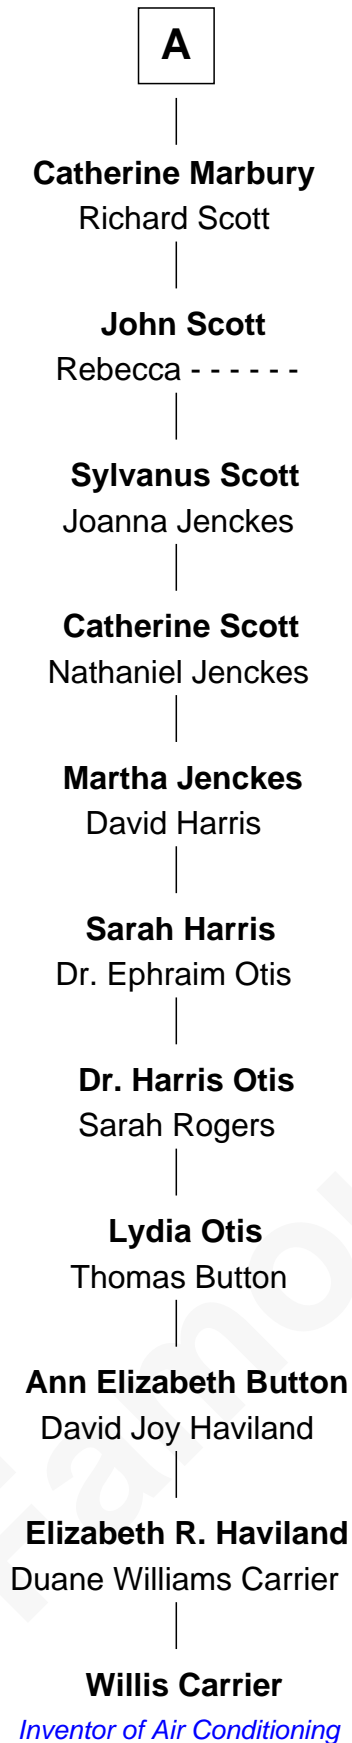 A
Catherine Marbury
Richard Scott
John Scott
Rebecca - - - - - -
Sylvanus Scott
Joanna Jenckes
Catherine Scott
Nathaniel Jenckes
Martha Jenckes
David Harris
Sarah Harris
Dr. Ephraim Otis
Dr. Harris Otis
Sarah Rogers
Lydia Otis
Thomas Button
Ann Elizabeth Button
David Joy Haviland
Elizabeth R. Haviland
Duane Williams Carrier
Willis Carrier
Inventor of Air Conditioning